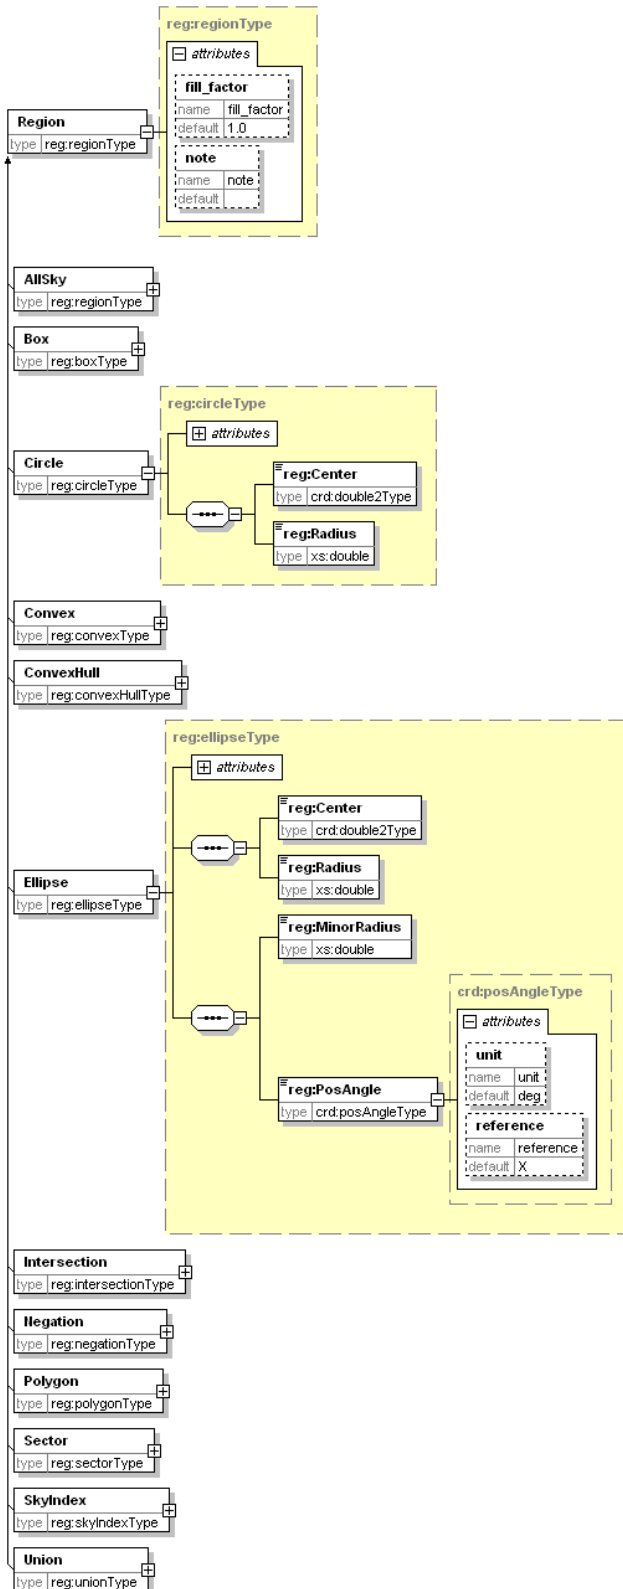 reg:regionType
attributes
fill_factor
name fill_factor
default 1.0
note
name note
default
Region
type reg:regionType
AllSky
type reg:regionType
Box
type reg:boxType
reg:circleType
attributes
Circle
type reg:circleType
reg:Center
type crd:double2Type
reg:Radius
type xs:double
Convex
type reg:convexType
ConvexHull
type reg:convexHullType
reg:ellipseType
attributes
reg:Center
type crd:double2Type
reg:Radius
type xs:double
Ellipse
type reg:ellipseType
reg:MinorRadius
type xs:double
crd:posAngleType
attributes
unit
name unit
default deg
reference
name reference
default X
reg:PosAngle
type crd:posAngleType
Intersection
type reg:intersectionType
Negation
type reg:negationType
Polygon
type reg:polygonType
Sector
type reg:sectorType
SkyIndex
type reg:skyIndexType
Union
type reg:unionType